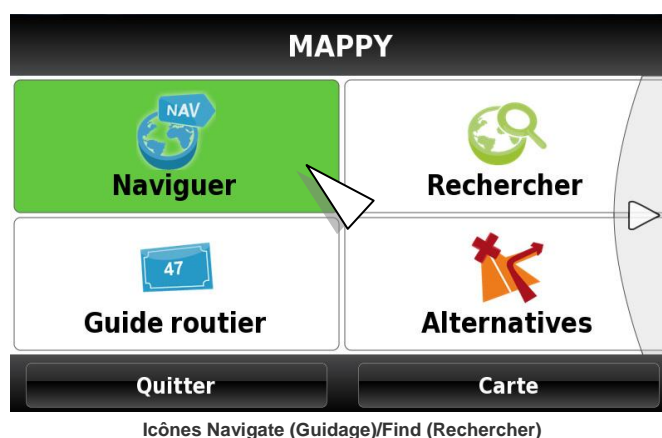 MAPPY
NAV
Naviguer
Rechercher
47
Guide routier
Alternatives
Quitter
Carte
Icônes Navigate (Guidage)/Find (Rechercher)